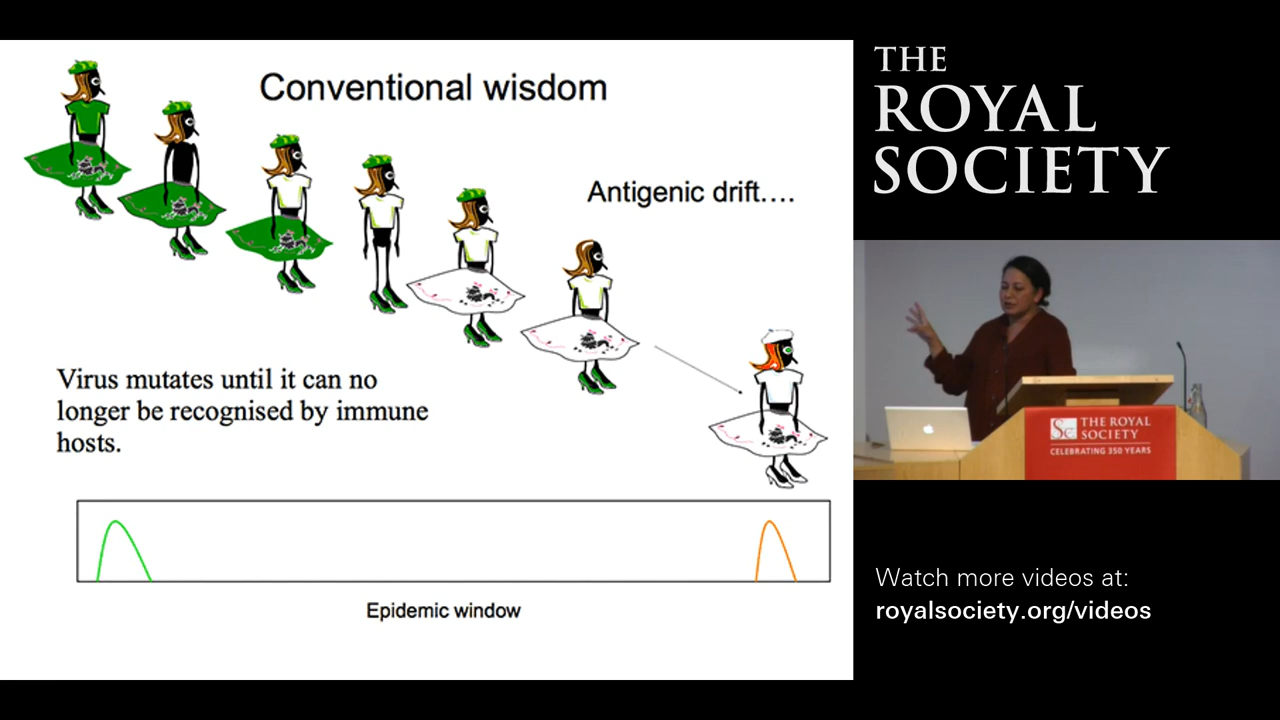 Conventional wisdom
Antigenic drift....
Virus mutates until it can no
longer be recognised by immune
hosts.
Epidemic window
THE
ROYAL
SOCIETY
THE ROYAL
SOCIETY
CELEBRATING 350 YEARS
Watch more videos at:
royalsociety.org/videos